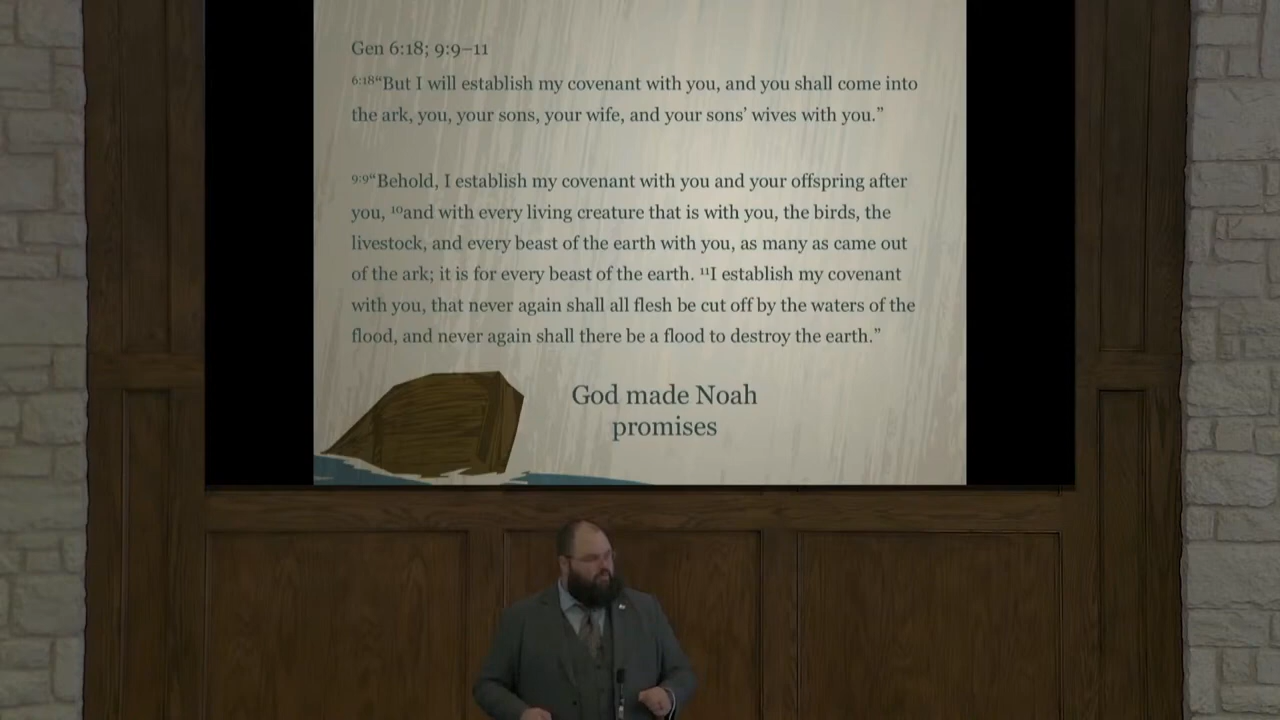 Gen 6:18; 9:9–11
6:18“But I will establish my covenant with you, and you shall come into
the ark, you, your sons, your wife, and your sons’ wives with you.”
9:9“Behold, I establish my covenant with you and your offspring after
you, 10and with every living creature that is with you, the birds, the
livestock, and every beast of the earth with you, as many as came out
of the ark; it is for every beast of the earth. 11I establish my covenant
with you, that never again shall all flesh be cut off by the waters of the
flood, and never again shall there be a flood to destroy the earth.”
God made Noah
promises